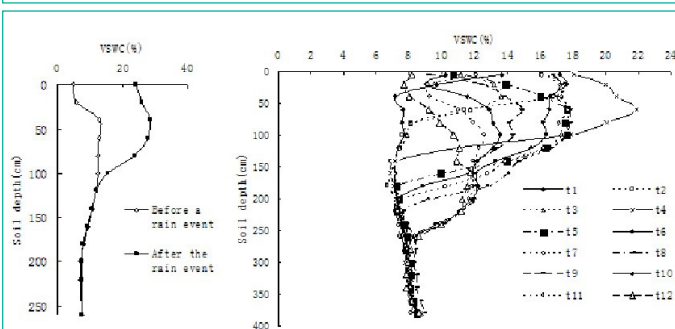 VSWC(%)
0 20 40
0
50
100
150
200
250
Soil depth(cm)
Before a
rain event
After the
rain event
VSWC(%)
0 2 4 6 8 10 12 14 16 18 20 22 24
0
50
100
150
200
250
300
350
400
Soil depth(cm)
t1 t2
t3 t4
t5 t6
t7 t8
t9 t10
t11 t12